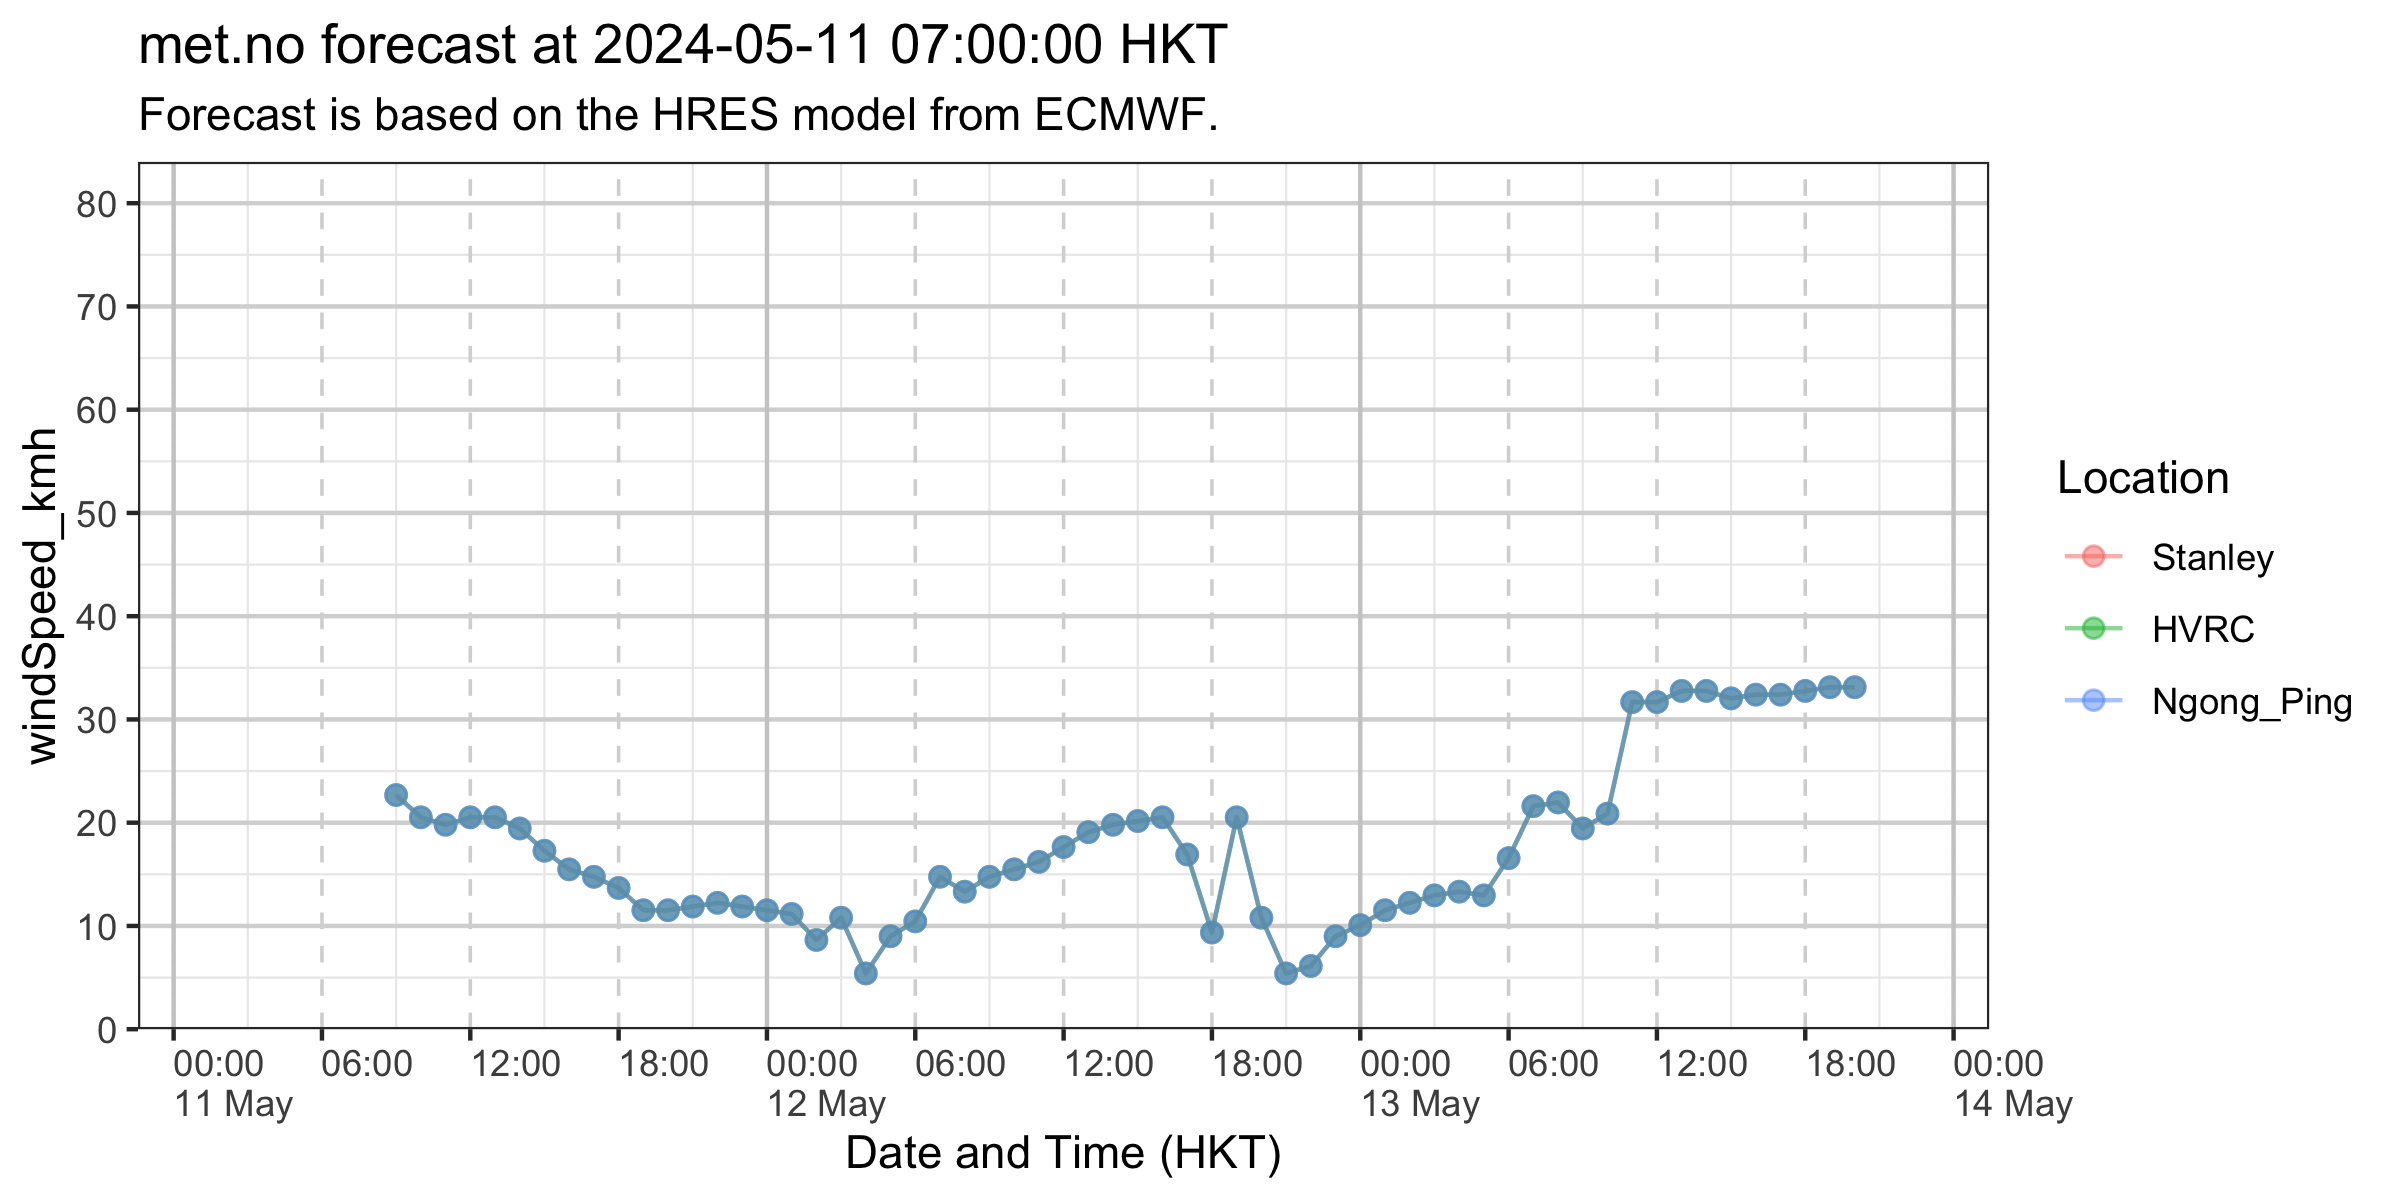 met.no forecast at 2024-05-11 07:00:00 HKT
Forecast is based on the HRES model from ECMWF.
windSpeed_kmh
80
70
60
50
40
30
20
10
0
00:00 06:00 12:00 18:00 00:00 06:00 12:00 18:00 00:00 06:00 12:00 18:00 00:00
11 May 12 May 13 May 14 May
Date and Time (HKT)
Location
Stanley
HVRC
Ngong_Ping